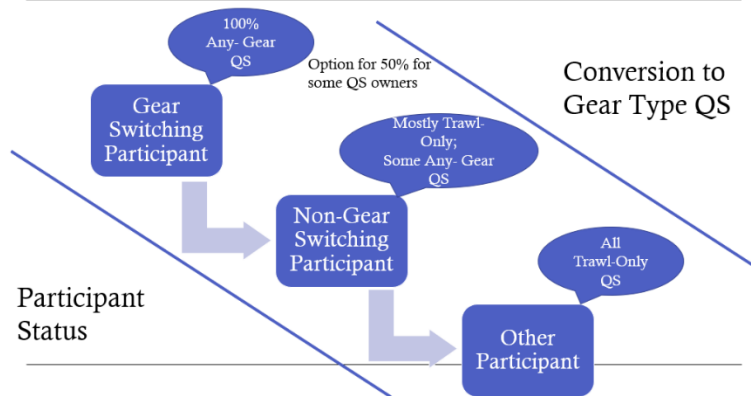 100%
Any- Gear
QS
Option for 50% for
some QS owners
Conversion to
Gear Type QS
Gear
Switching
Participant
Mostly Trawl-
Only;
Some Any- Gear
QS
Non-Gear
Switching
Participant
All
Trawl-Only
QS
Participant
Status
Other
Participant